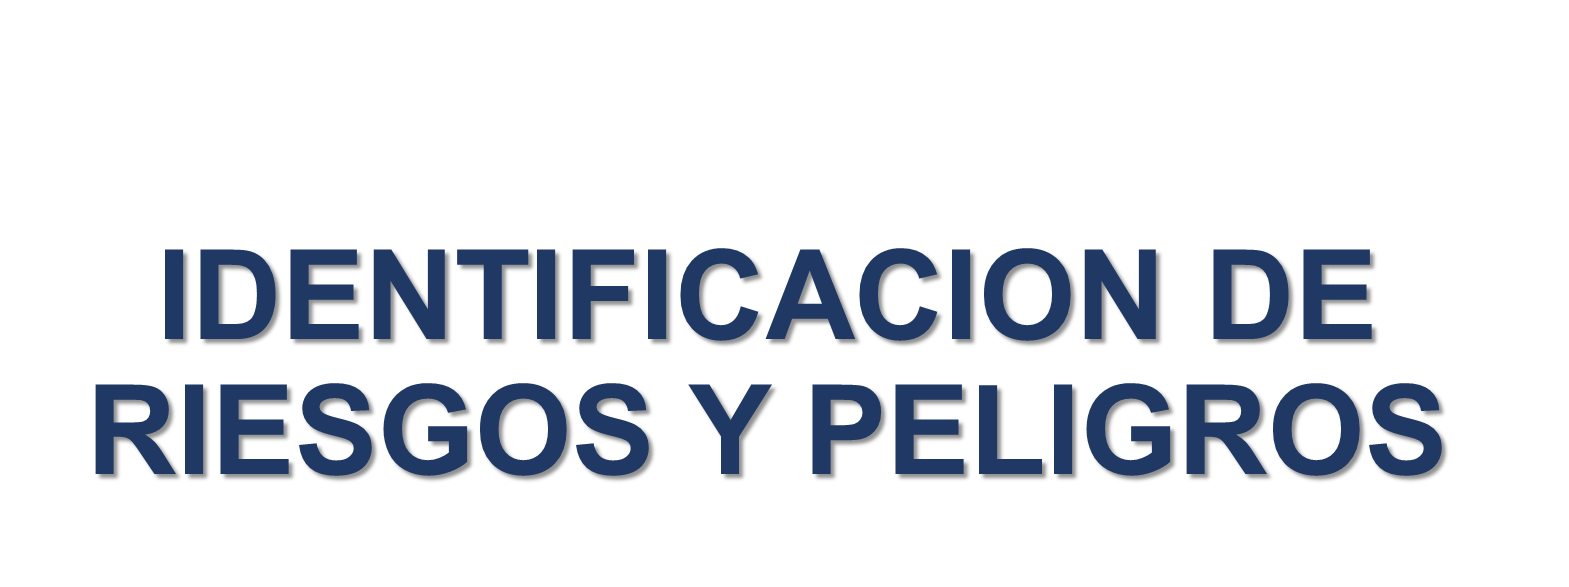 IDENTIFICACION DE
RIESGOS Y PELIGROS